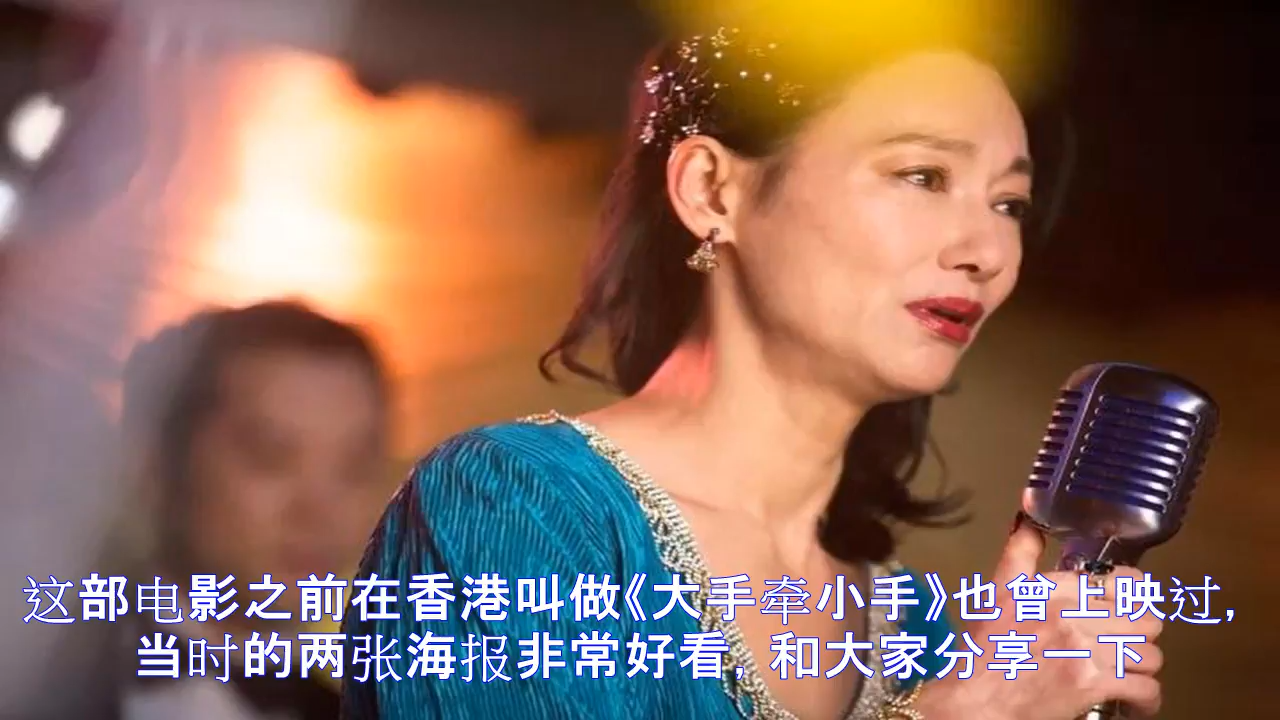 这部电影之前在香港叫做《大手牵小手》也曾上映过,
当时的两张海报非常好看, 和大家分享一下